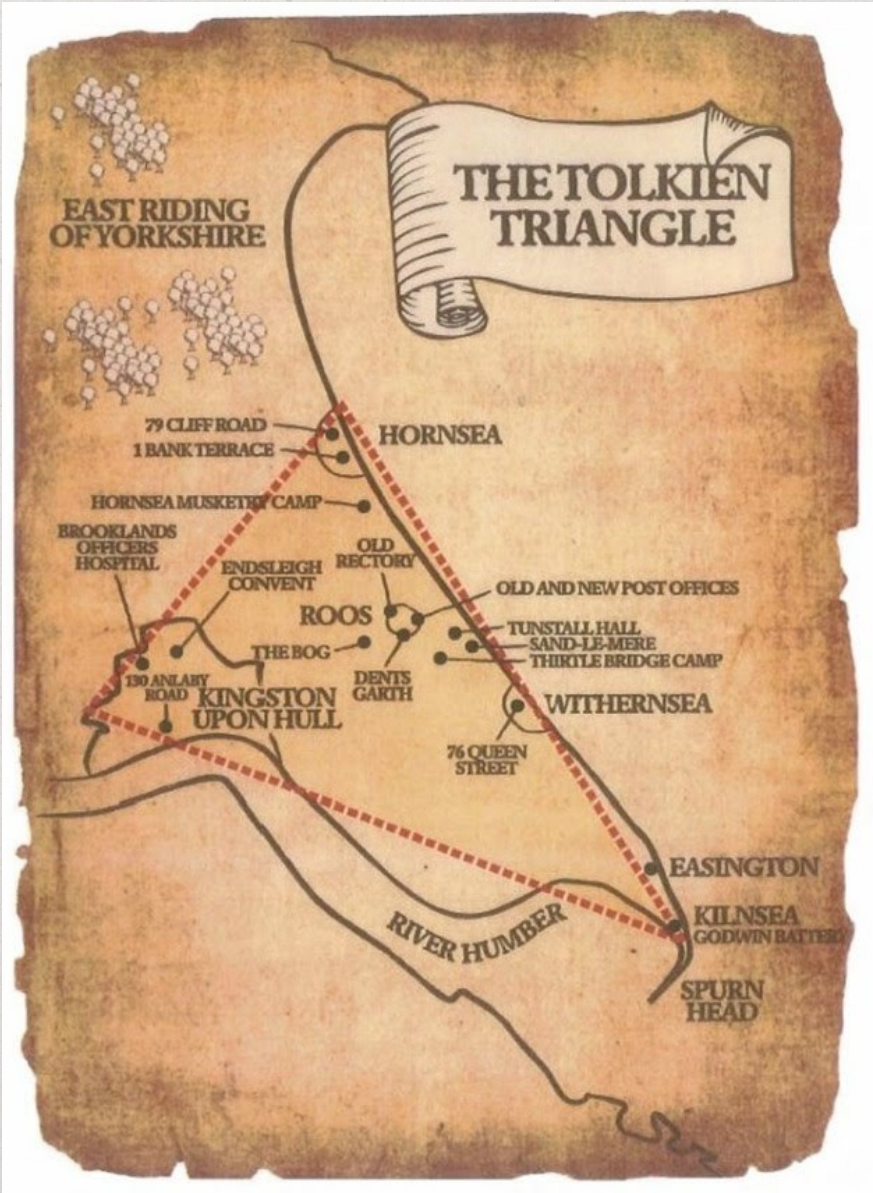 THE TOLKIEN
TRIANGLE
EAST RIDING
OF YORKSHIRE
79 CLIFF ROAD
HORNSEA
1 BANK TERRACE
HORNSEA MUSKETRY CAMP
BROOKLANDS
OFFICERS
HOSPITAL
ENDSLEIGH
CONVENT
OLD
RECTORY
OLD AND NEW POST OFFICES
ROOS
TUNSTALL HALL
SAND-LE-MERE
THIRTLE BRIDGE CAMP
THE BOG
DENTS
GARTH
130 ANLABY
ROAD
KINGSTON
UPON HULL
WITHERNSEA
76 QUEEN
STREET
EASINGTON
KILNSEA
GODWIN BATTERY
RIVER HUMBER
SPURN
HEAD